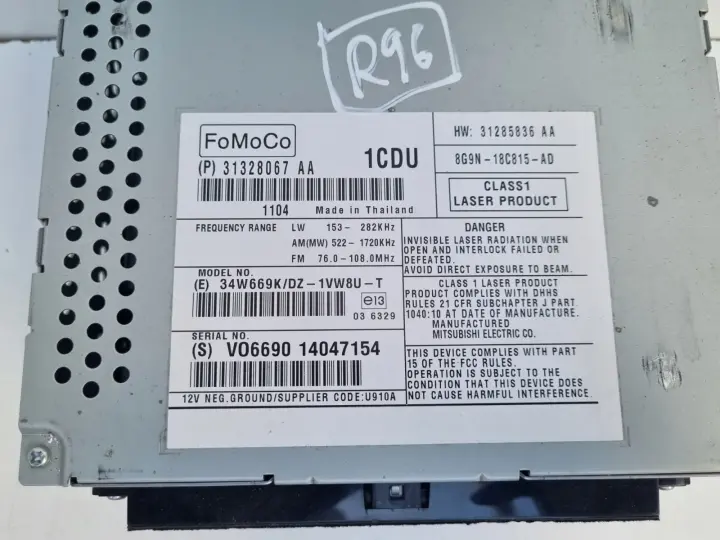 R96
FoMoCo
(P) 31328067 AA
1CDU
1104 Made in Thailand
HW: 31285836 AA
8G9N-18C815-AD
CLASS1
LASER PRODUCT
FREQUENCY RANGE LW 153- 282KHz
AM(MW) 522- 1720KHz
FM 76.0-108.0MHz
MODEL NO.
(E) 34W669K/DZ-1VW8U-T
e13
03 6329
SERIAL NO.
(S) VO6690 14047154
12V NEG.GROUND/SUPPLIER CODE:U910A
DANGER
INVISIBLE LASER RADIATION WHEN
OPEN AND INTERLOCK FAILED OR
DEFEATED.
AVOID DIRECT EXPOSURE TO BEAM.
CLASS 1 LASER PRODUCT
PRODUCT COMPLIES WITH DHHS
RULES 21 CFR SUBCHAPTER J PART
1040:10 AT DATE OF MANUFACTURE.
MANUFACTURED
MITSUBISHI ELECTRIC CO.
THIS DEVICE COMPLIES WITH PART
15 OF THE FCC RULES.
OPERATION IS SUBJECT TO THE
CONDITION THAT THIS DEVICE DOES
NOT CAUSE HARMFUL INTERFERENCE.